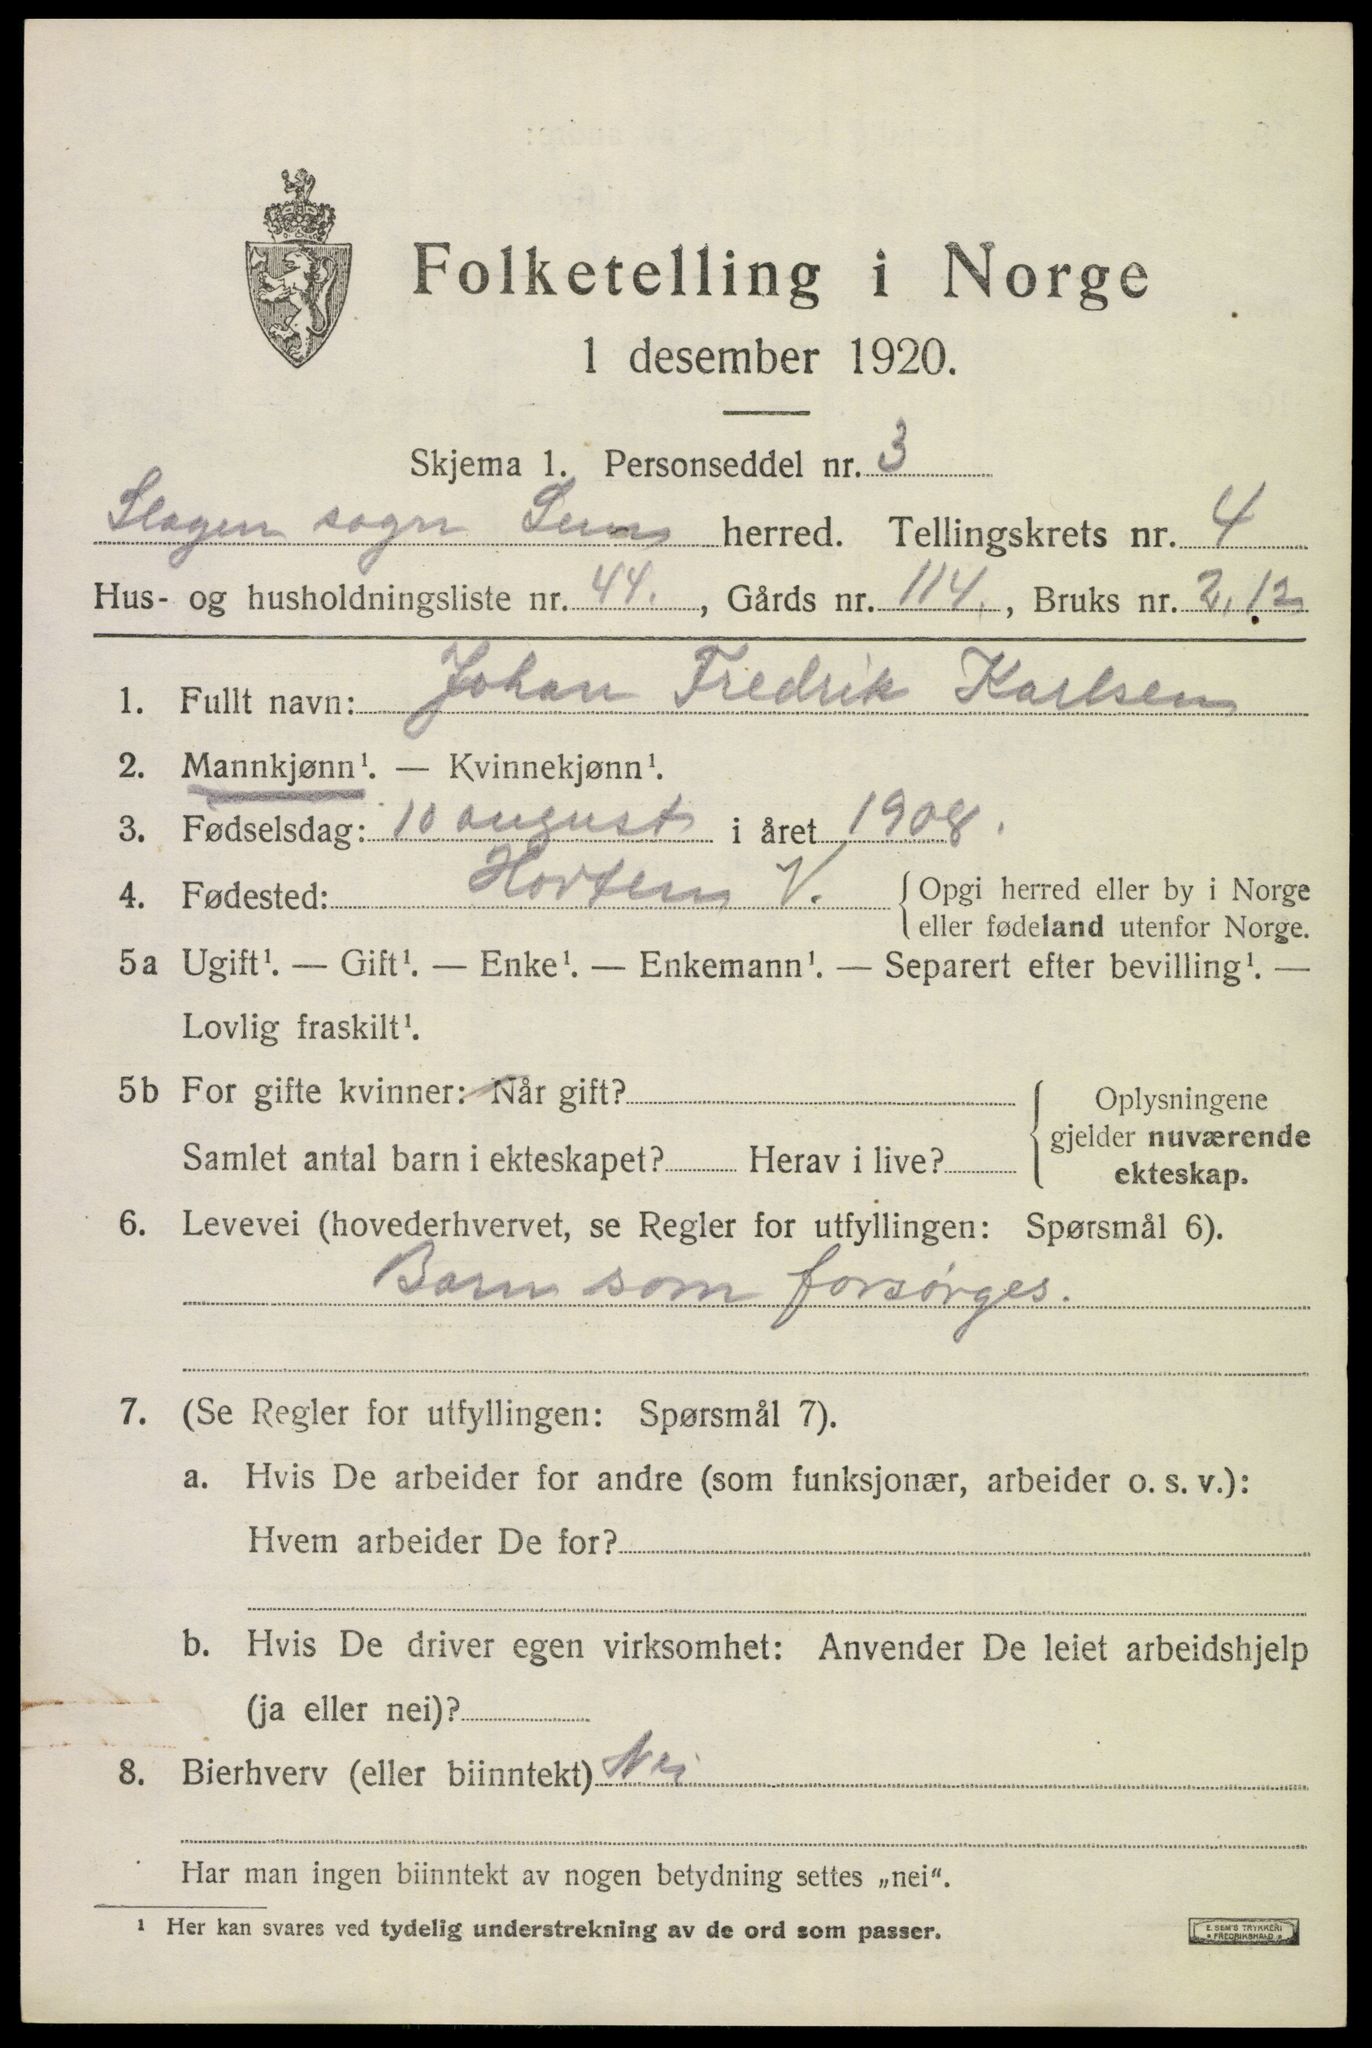 Folketelling i Norge
1 desember 1920.
Skjema 1. Personseddel nr. 3
Slagen sogn Sem herred. Tellingskrets nr. 4
Hus- og husholdningsliste nr. 44., Gårds nr. 114., Bruks nr. 2,12
1. Fullt navn: Johan Fredrik Karlsen
2. Mannkjønn¹. — Kvinnekjønn¹.
3. Fødselsdag: 10 august i året 1908.
4. Fødested: Horten V. { Opgi herred eller by i Norge
eller fødeland utenfor Norge.
5a Ugift¹. — Gift¹. — Enke¹. — Enkemann¹. — Separert efter bevilling¹. —
Lovlig fraskilt¹.
5b For gifte kvinner: Når gift?
Samlet antal barn i ekteskapet? Herav i live?
Oplysningene
gjelder nuværende
ekteskap.
6. Levevei (hovederhvervet, se Regler for utfyllingen: Spørsmål 6).
Barn som forsørges.
7. (Se Regler for utfyllingen: Spørsmål 7).
a. Hvis De arbeider for andre (som funksjonær, arbeider o. s. v.):
Hvem arbeider De for?
b. Hvis De driver egen virksomhet: Anvender De leiet arbeidshjelp
(ja eller nei)?
8. Bierhverv (eller biinntekt) Nei
Har man ingen biinntekt av nogen betydning settes „nei“.
¹ Her kan svares ved tydelig understrekning av de ord som passer.
E. SEM'S TRYKKERI
FREDRIKSHALD